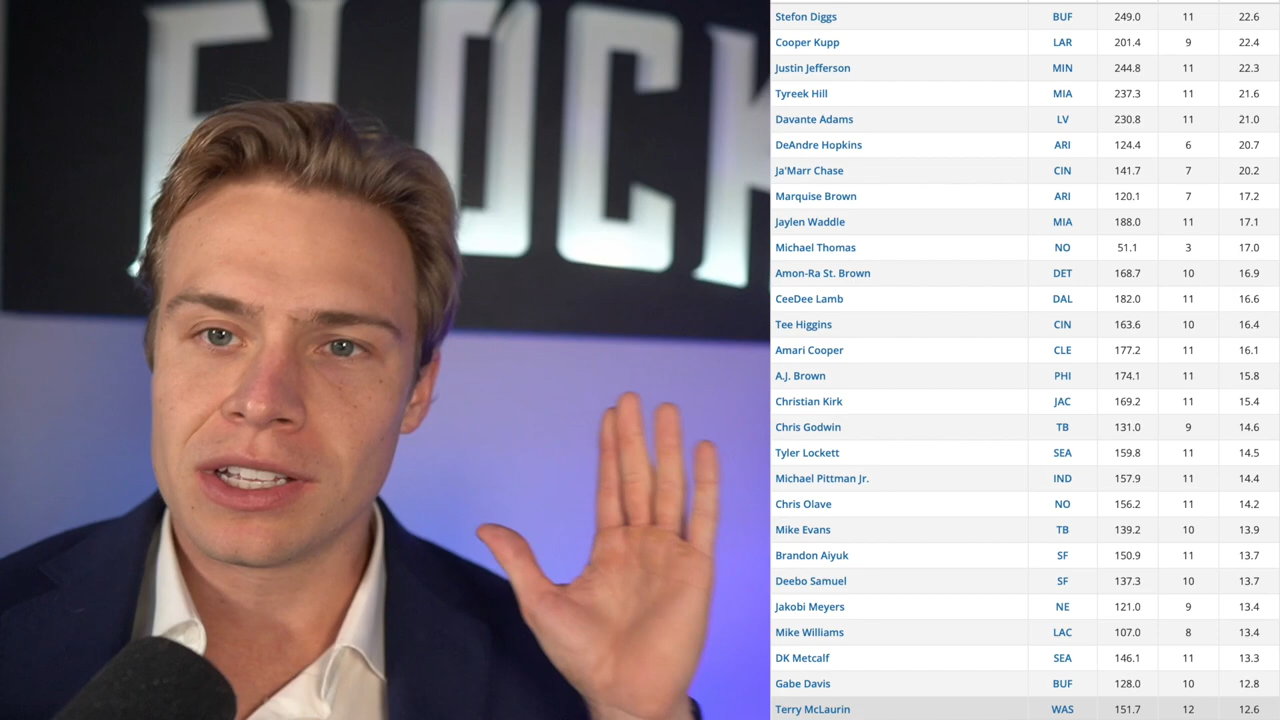 FLOCK
Stefon Diggs BUF 249.0 11 22.6
Cooper Kupp LAR 201.4 9 22.4
Justin Jefferson MIN 244.8 11 22.3
Tyreek Hill MIA 237.3 11 21.6
Davante Adams LV 230.8 11 21.0
DeAndre Hopkins ARI 124.4 6 20.7
Ja'Marr Chase CIN 141.7 7 20.2
Marquise Brown ARI 120.1 7 17.2
Jaylen Waddle MIA 188.0 11 17.1
Michael Thomas NO 51.1 3 17.0
Amon-Ra St. Brown DET 168.7 10 16.9
CeeDee Lamb DAL 182.0 11 16.6
Tee Higgins CIN 163.6 10 16.4
Amari Cooper CLE 177.2 11 16.1
A.J. Brown PHI 174.1 11 15.8
Christian Kirk JAC 169.2 11 15.4
Chris Godwin TB 131.0 9 14.6
Tyler Lockett SEA 159.8 11 14.5
Michael Pittman Jr. IND 157.9 11 14.4
Chris Olave NO 156.2 11 14.2
Mike Evans TB 139.2 10 13.9
Brandon Aiyuk SF 150.9 11 13.7
Deebo Samuel SF 137.3 10 13.7
Jakobi Meyers NE 121.0 9 13.4
Mike Williams LAC 107.0 8 13.4
DK Metcalf SEA 146.1 11 13.3
Gabe Davis BUF 128.0 10 12.8
Terry McLaurin WAS 151.7 12 12.6